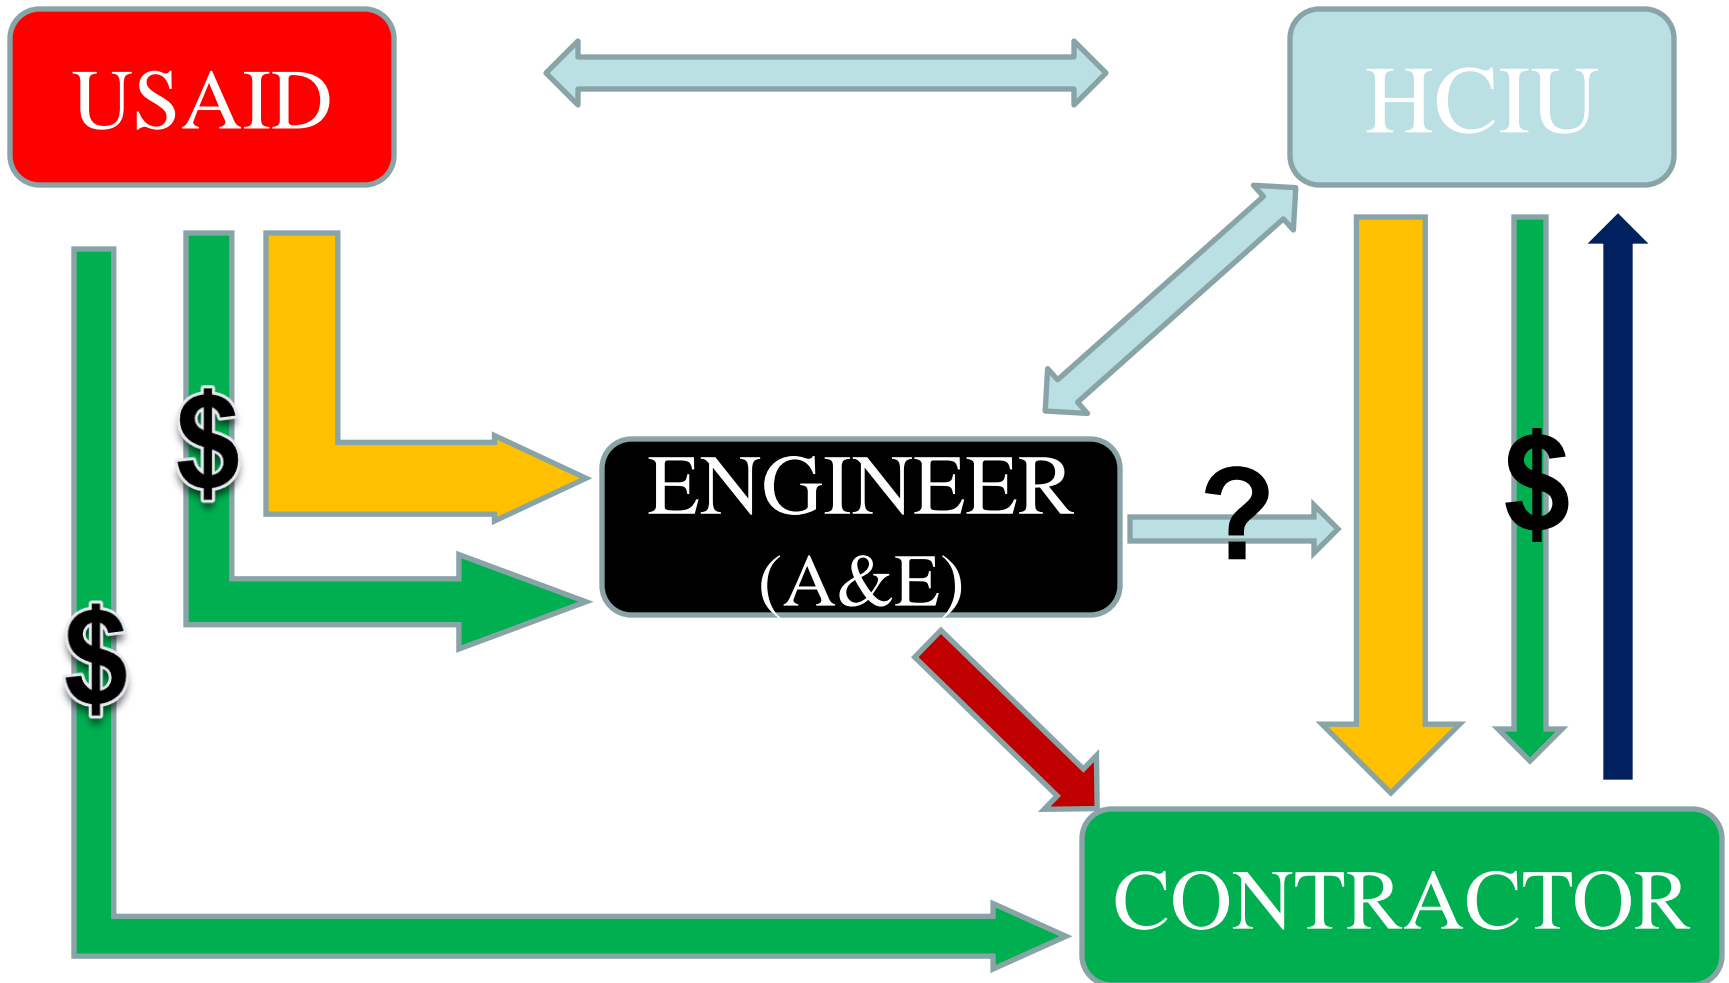 USAID
HCIU
$
ENGINEER
(A&E)
?
$
$
CONTRACTOR